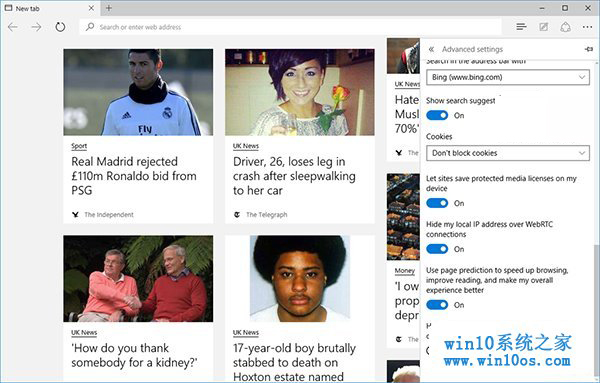 New tab
Search or enter web address
Sport
Real Madrid rejected
£110m Ronaldo bid from
PSG
The Independent
UK News
Driver, 26, loses leg in
crash after sleepwalking
to her car
The Telegraph
UK News
'How do you thank
somebody for a kidney?'
UK News
17-year-old boy brutally
stabbed to death on
Hoxton estate named
UK News
Hate
Musl
70%'
Money
'I ow
prop
depr
Advanced settings
Search in the address bar with
Bing (www.bing.com)
Show search suggest
On
Cookies
Don't block cookies
Let sites save protected media licenses on my
device
On
Hide my local IP address over WebRTC
connections
On
Use page prediction to speed up browsing,
improve reading, and make my overall
experience better
On
win10系统之家
www.win10os.com